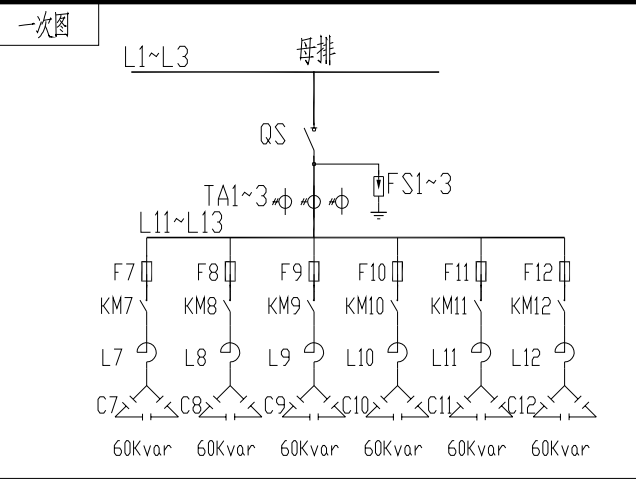 一次图
L1~L3 母排
QS
TA1~3 FS1~3
L11~L13
F7 F8 F9 F10 F11 F12
KM7 KM8 KM9 KM10 KM11 KM12
L7 L8 L9 L10 L11 L12
C7 C8 C9 C10 C11 C12
60Kvar 60Kvar 60Kvar 60Kvar 60Kvar 60Kvar